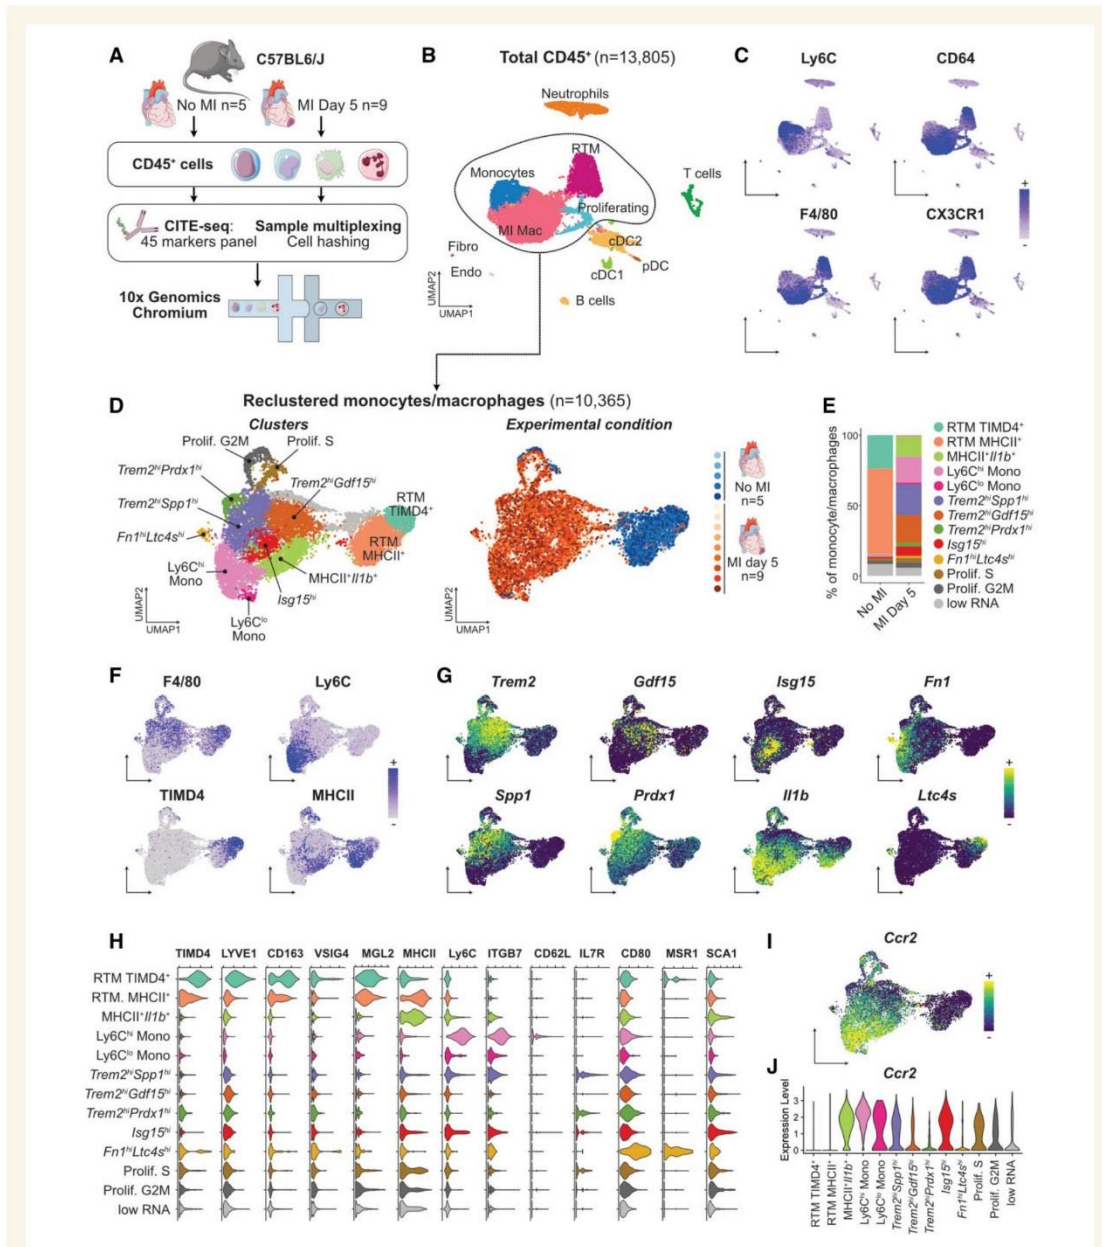 A
C57BL6/J
No MI n=5
MI Day 5 n=9
CD45⁺ cells
CITE-seq:
45 markers panel
Sample multiplexing
Cell hashing
10x Genomics
Chromium
B
Total CD45⁺ (n=13,805)
Neutrophils
RTM
Monocytes
T cells
Proliferating
MI Mac
cDC2
Fibro
pDC
cDC1
Endo
B cells
UMAP2
UMAP1
C
Ly6C
CD64
F4/80
CX3CR1
+
-
D
Reclustered monocytes/macrophages (n=10,365)
Clusters
Prolif. G2M
Prolif. S
Trem2ʰⁱPrdx1ʰⁱ
Trem2ʰⁱGdf15ʰⁱ
Trem2ʰⁱSpp1ʰⁱ
RTM
TIMD4⁺
Fn1ʰⁱLtc4sʰⁱ
RTM
MHCII⁺
Ly6Cʰⁱ
Mono
MHCII⁺Il1b⁺
Isg15ʰⁱ
Ly6Cˡᵒ
Mono
UMAP2
UMAP1
Experimental condition
No MI
n=5
MI day 5
n=9
E
% of monocyte/macrophages
100
50
0
No MI
MI Day 5
RTM TIMD4⁺
RTM MHCII⁺
MHCII⁺Il1b⁺
Ly6Cʰⁱ Mono
Ly6Cˡᵒ Mono
Trem2ʰⁱSpp1ʰⁱ
Trem2ʰⁱGdf15ʰⁱ
Trem2ʰⁱPrdx1ʰⁱ
Isg15ʰⁱ
Fn1ʰⁱLtc4sʰⁱ
Prolif. S
Prolif. G2M
low RNA
F
F4/80
Ly6C
TIMD4
MHCII
+
-
G
Trem2
Gdf15
Isg15
Fn1
Spp1
Prdx1
Il1b
Ltc4s
+
-
H
TIMD4 LYVE1 CD163 VSIG4 MGL2 MHCII Ly6C ITGB7 CD62L IL7R CD80 MSR1 SCA1
RTM TIMD4⁺
RTM. MHCII⁺
MHCII⁺Il1b⁺
Ly6Cʰⁱ Mono
Ly6Cˡᵒ Mono
Trem2ʰⁱSpp1ʰⁱ
Trem2ʰⁱGdf15ʰⁱ
Trem2ʰⁱPrdx1ʰⁱ
Isg15ʰⁱ
Fn1ʰⁱLtc4sʰⁱ
Prolif. S
Prolif. G2M
low RNA
I
Ccr2
+
-
J
Ccr2
Expression Level
3
2
1
0
RTM TIMD4⁺
RTM MHCII⁺
MHCII⁺Il1b⁺
Ly6Cʰⁱ Mono
Ly6Cˡᵒ Mono
Trem2ʰⁱSpp1ʰⁱ
Trem2ʰⁱGdf15ʰⁱ
Trem2ʰⁱPrdx1ʰⁱ
Isg15ʰⁱ
Fn1ʰⁱLtc4sʰⁱ
Prolif. S
Prolif. G2M
low RNA